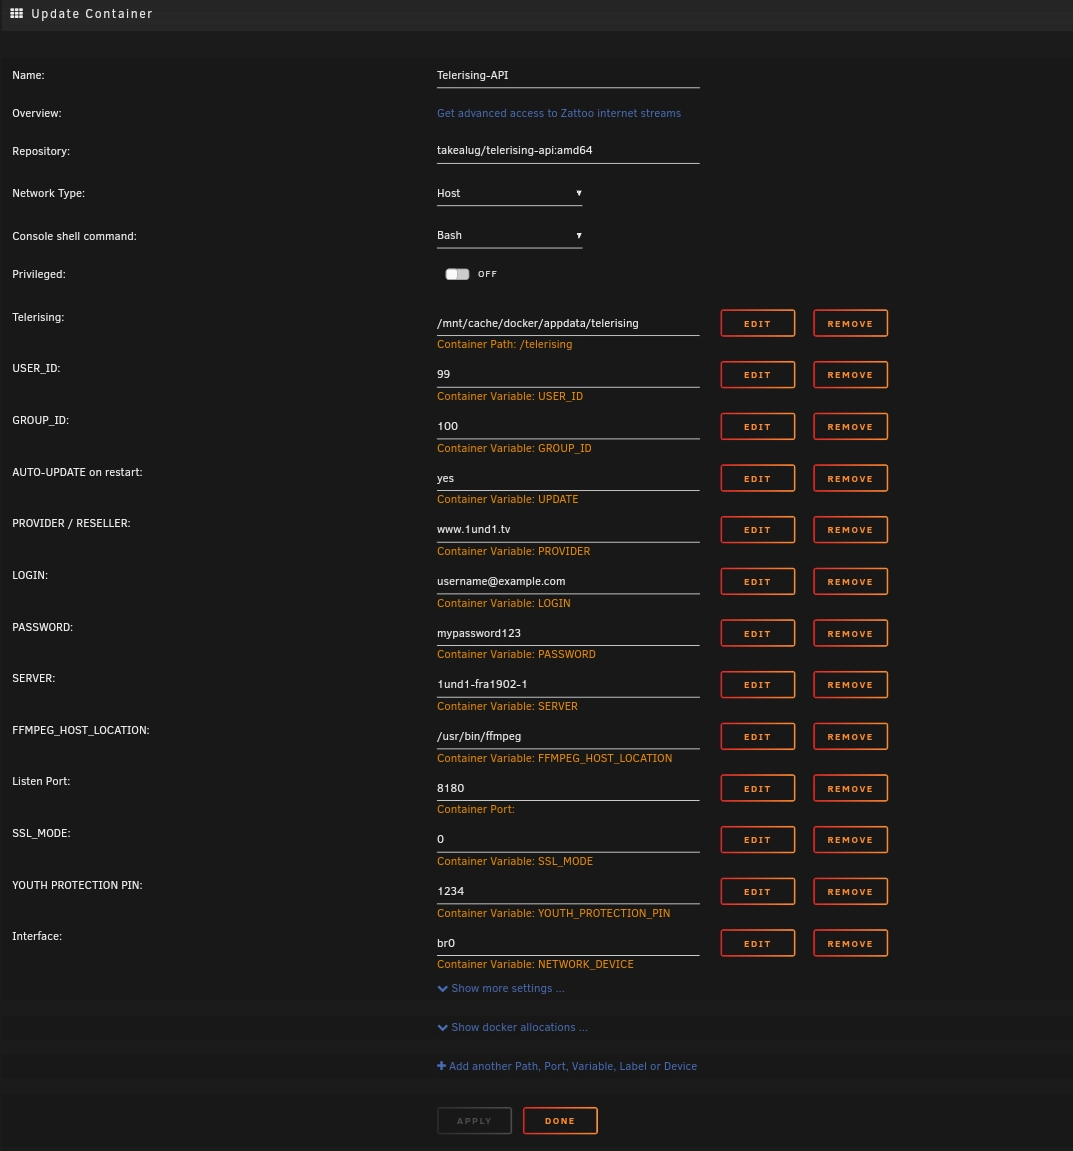 Update Container
Name: Telerising-API
Overview: Get advanced access to Zattoo internet streams
Repository: takealug/telerising-api:amd64
Network Type: Host
Console shell command: Bash
Privileged: OFF
Telerising: /mnt/cache/docker/appdata/telerising EDIT REMOVE
Container Path: /telerising
USER_ID: 99 EDIT REMOVE
Container Variable: USER_ID
GROUP_ID: 100 EDIT REMOVE
Container Variable: GROUP_ID
AUTO-UPDATE on restart: yes EDIT REMOVE
Container Variable: UPDATE
PROVIDER / RESELLER: www.1und1.tv EDIT REMOVE
Container Variable: PROVIDER
LOGIN: username@example.com EDIT REMOVE
Container Variable: LOGIN
PASSWORD: mypassword123 EDIT REMOVE
Container Variable: PASSWORD
SERVER: 1und1-fra1902-1 EDIT REMOVE
Container Variable: SERVER
FFMPEG_HOST_LOCATION: /usr/bin/ffmpeg EDIT REMOVE
Container Variable: FFMPEG_HOST_LOCATION
Listen Port: 8180 EDIT REMOVE
Container Port:
SSL_MODE: 0 EDIT REMOVE
Container Variable: SSL_MODE
YOUTH PROTECTION PIN: 1234 EDIT REMOVE
Container Variable: YOUTH_PROTECTION_PIN
Interface: br0 EDIT REMOVE
Container Variable: NETWORK_DEVICE
Show more settings ...
Show docker allocations ...
Add another Path, Port, Variable, Label or Device
APPLY DONE